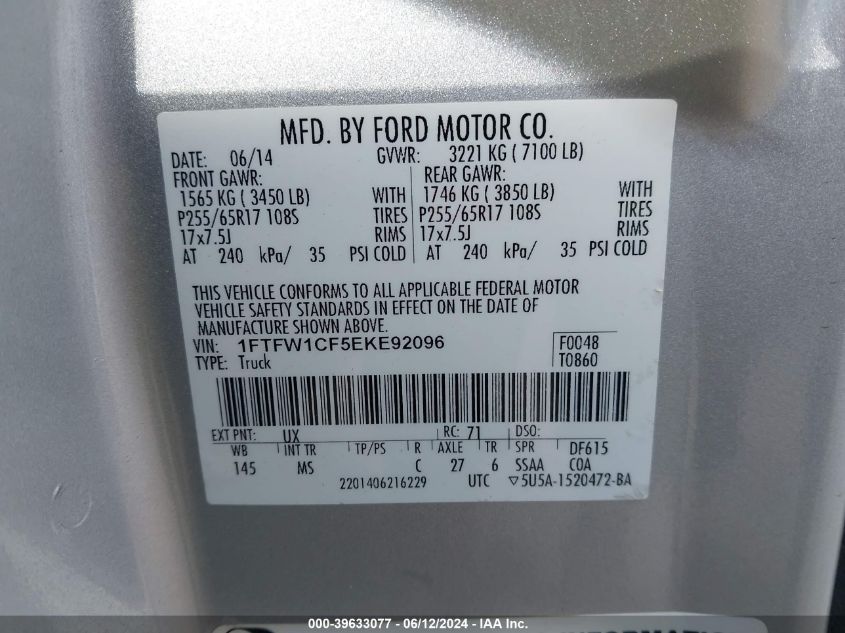 MFD. BY FORD MOTOR CO.
DATE: 06/14 GVWR: 3221 KG ( 7100 LB)
FRONT GAWR: REAR GAWR:
1565 KG ( 3450 LB) WITH 1746 KG ( 3850 LB) WITH
P255/65R17 108S TIRES P255/65R17 108S TIRES
17x7.5J RIMS 17x7.5J RIMS
AT 240 kPa/ 35 PSI COLD AT 240 kPa/ 35 PSI COLD
THIS VEHICLE CONFORMS TO ALL APPLICABLE FEDERAL MOTOR
VEHICLE SAFETY STANDARDS IN EFFECT ON THE DATE OF
MANUFACTURE SHOWN ABOVE.
VIN: 1FTFW1CF5EKE92096 F0048
TYPE: Truck T0860
EXT PNT: UX RC: 71 DSO:
WB INT TR TP/PS R AXLE TR SPR DF615
145 MS C 27 6 SSAA COA
2201406216229 UTC ▽5U5A-1520472-BA
000-39633077 - 06/12/2024 - IAA Inc.